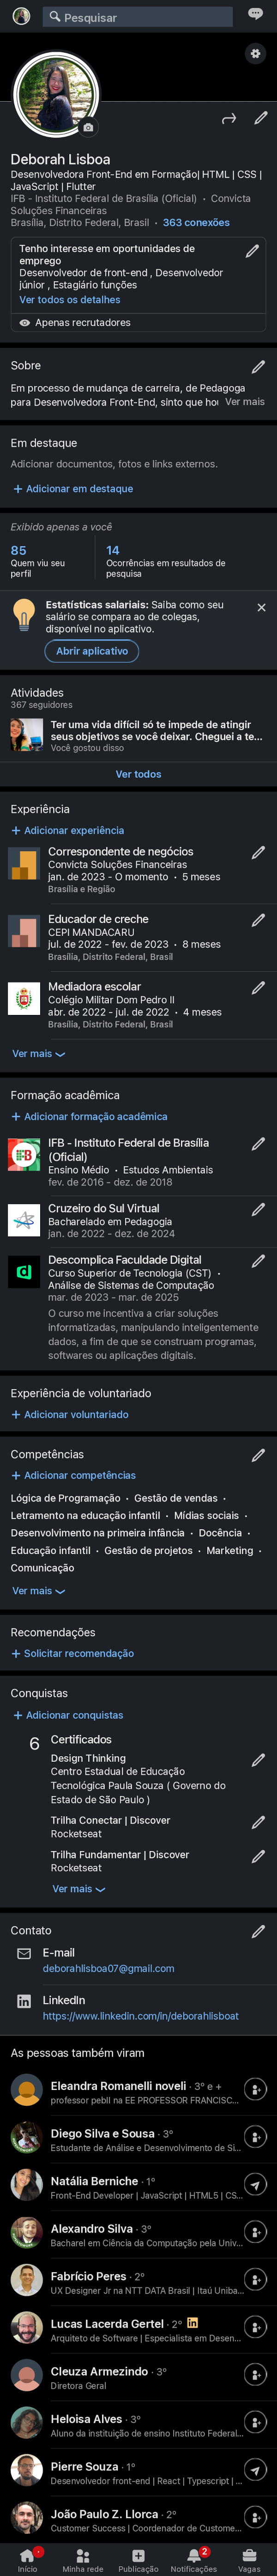 Pesquisar
Deborah Lisboa
Desenvolvedora Front-End em Formação| HTML | CSS |
JavaScript | Flutter
IFB - Instituto Federal de Brasília (Oficial) • Convicta
Soluções Financeiras
Brasília, Distrito Federal, Brasil • 363 conexões
Tenho interesse em oportunidades de
emprego
Desenvolvedor de front-end , Desenvolvedor
júnior , Estagiário funções
Ver todos os detalhes
Apenas recrutadores
Sobre
Em processo de mudança de carreira, de Pedagoga
para Desenvolvedora Front-End, sinto que hou Ver mais
Em destaque
Adicionar documentos, fotos e links externos.
+ Adicionar em destaque
Exibido apenas a você
85
Quem viu seu
perfil
14
Ocorrências em resultados de
pesquisa
Estatísticas salariais: Saiba como seu
salário se compara ao de colegas,
disponível no aplicativo.
Abrir aplicativo
Atividades
367 seguidores
Ter uma vida difícil só te impede de atingir
seus objetivos se você deixar. Cheguei a te...
Você gostou disso
Ver todos
Experiência
+ Adicionar experiência
Correspondente de negócios
Convicta Soluções Financeiras
jan. de 2023 - O momento • 5 meses
Brasília e Região
Educador de creche
CEPI MANDACARU
jul. de 2022 - fev. de 2023 • 8 meses
Brasília, Distrito Federal, Brasil
Mediadora escolar
Colégio Militar Dom Pedro II
abr. de 2022 - jul. de 2022 • 4 meses
Brasília, Distrito Federal, Brasil
Ver mais
Formação acadêmica
+ Adicionar formação acadêmica
IFB - Instituto Federal de Brasília
(Oficial)
Ensino Médio • Estudos Ambientais
fev. de 2016 - dez. de 2018
Cruzeiro do Sul Virtual
Bacharelado em Pedagogia
jan. de 2022 - dez. de 2024
Descomplica Faculdade Digital
Curso Superior de Tecnologia (CST) •
Análise de Sistemas de Computação
mar. de 2023 - mar. de 2025
O curso me incentiva a criar soluções
informatizadas, manipulando inteligentemente
dados, a fim de que se construam programas,
softwares ou aplicações digitais.
Experiência de voluntariado
+ Adicionar voluntariado
Competências
+ Adicionar competências
Lógica de Programação • Gestão de vendas •
Letramento na educação infantil • Mídias sociais •
Desenvolvimento na primeira infância • Docência •
Educação infantil • Gestão de projetos • Marketing •
Comunicação
Ver mais
Recomendações
+ Solicitar recomendação
Conquistas
+ Adicionar conquistas
6 Certificados
Design Thinking
Centro Estadual de Educação
Tecnológica Paula Souza ( Governo do
Estado de São Paulo )
Trilha Conectar | Discover
Rocketseat
Trilha Fundamentar | Discover
Rocketseat
Ver mais
Contato
E-mail
deborahlisboa07@gmail.com
LinkedIn
https://www.linkedin.com/in/deborahlisboat
As pessoas também viram
Eleandra Romanelli noveli · 3º e +
professor pebII na EE PROFESSOR FRANCISC...
Diego Silva e Sousa · 3º
Estudante de Análise e Desenvolvimento de Si...
Natália Berniche · 1º
Front-End Developer | JavaScript | HTML5 | CS...
Alexandro Silva · 3º
Bacharel em Ciência da Computação pela Univ...
Fabrício Peres · 2º
UX Designer Jr na NTT DATA Brasil | Itaú Uniba...
Lucas Lacerda Gertel · 2º
Arquiteto de Software | Especialista em Desen...
Cleuza Armezindo · 3º
Diretora Geral
Heloisa Alves · 3º
Aluno da instituição de ensino Instituto Federal...
Pierre Souza · 1º
Desenvolvedor front-end | React | Typescript | ...
João Paulo Z. Llorca · 2º
Customer Success | Coordenador de Custome...
2
Início
Minha rede
Publicação
Notificações
Vagas